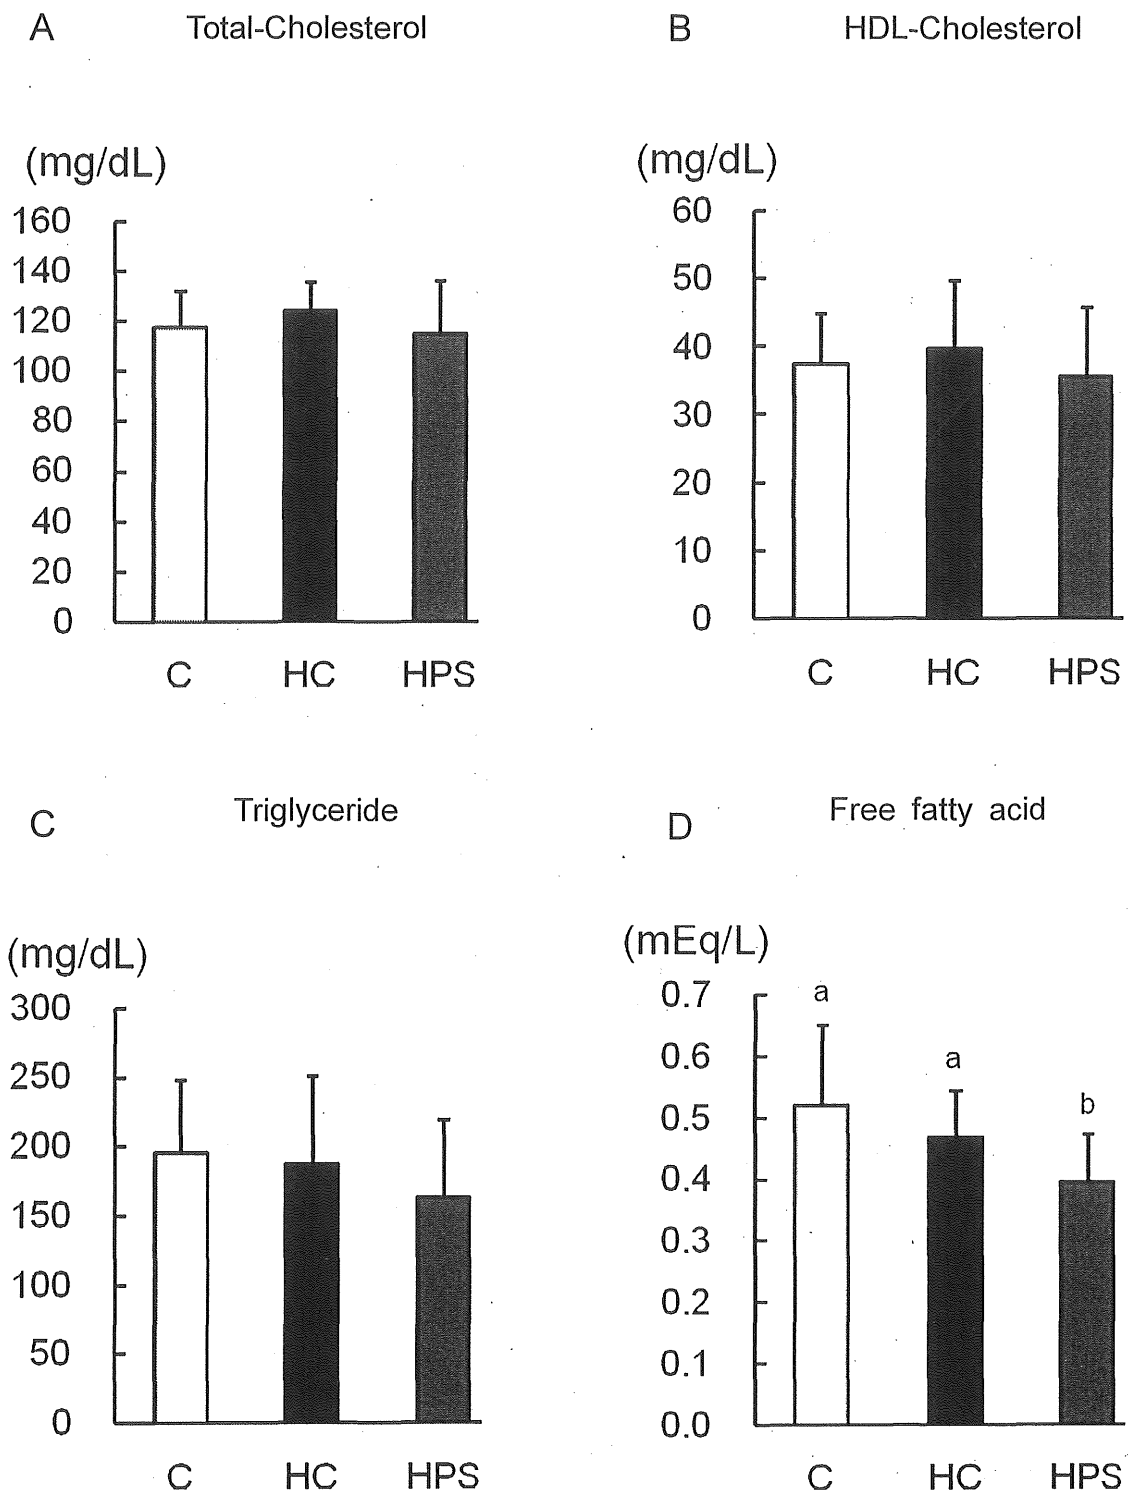 A Total-Cholesterol
(mg/dL)
160
140
120
100
80
60
40
20
0
C HC HPS
B HDL-Cholesterol
(mg/dL)
60
50
40
30
20
10
0
C HC HPS
C Triglyceride
(mg/dL)
300
250
200
150
100
50
0
C HC HPS
D Free fatty acid
(mEq/L)
0.7
0.6
0.5
0.4
0.3
0.2
0.1
0.0
a
a
b
C HC HPS